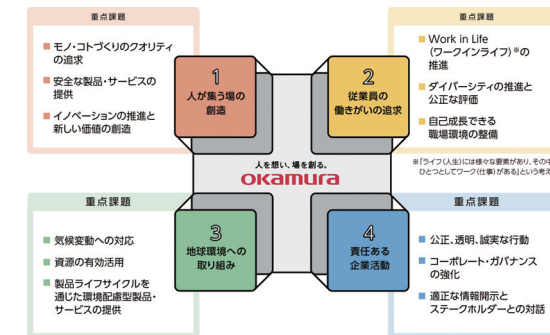 重点課題
モノ・コトづくりのクオリティ
の追求
安全な製品・サービスの
提供
イノベーションの推進と
新しい価値の創造
1
人が集う場の
創造
2
従業員の
働きがいの追求
重点課題
Work in Life
(ワークインライフ)※の
推進
ダイバーシティの推進と
公正な評価
自己成長できる
職場環境の整備
※「ライフ(人生)には様々な要素があり、その中
ひとつとしてワーク(仕事)がある」という考え
人を想い、場を創る。
okamura
重点課題
気候変動への対応
資源の有効活用
製品ライフサイクルを
通じた環境配慮型製品・
サービスの提供
3
地球環境への
取り組み
4
責任ある
企業活動
重点課題
公正、透明、誠実な行動
コーポレート・ガバナンス
の強化
適正な情報開示と
ステークホルダーとの対話